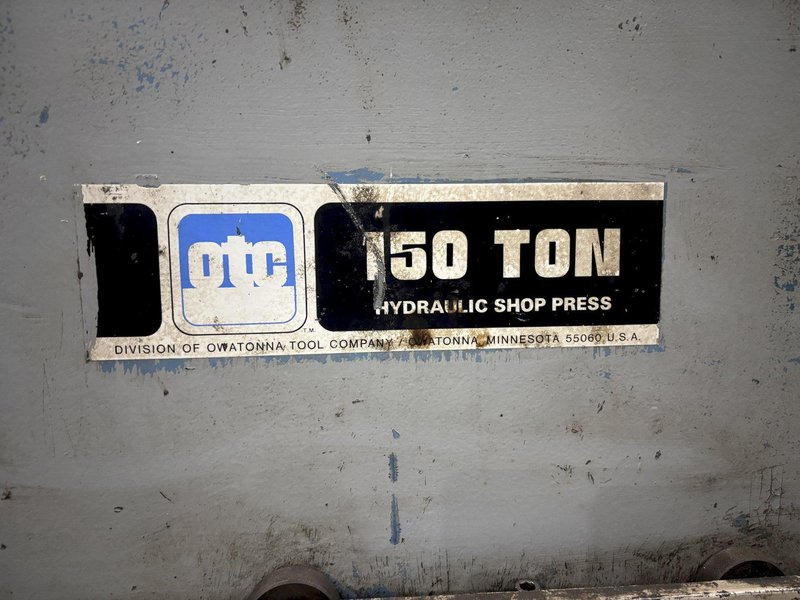 otc
T.M.
150 TON
HYDRAULIC SHOP PRESS
DIVISION OF OWATONNA TOOL COMPANY / OWATONNA, MINNESOTA 55060, U.S.A.